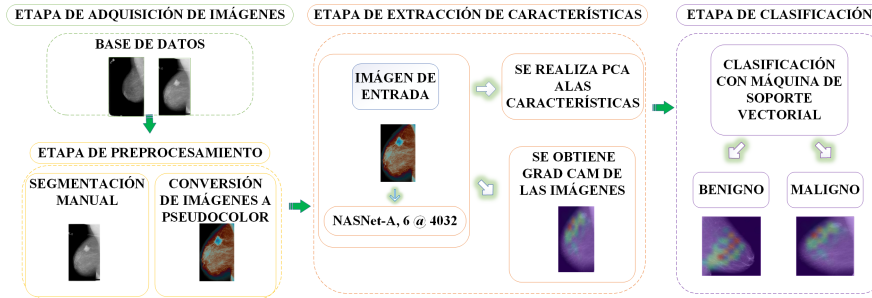 ETAPA DE ADQUISICIÓN DE IMÁGENES
BASE DE DATOS
ETAPA DE PREPROCESAMIENTO
SEGMENTACIÓN
MANUAL
CONVERSIÓN
DE IMÁGENES A
PSEUDOCOLOR
ETAPA DE EXTRACCIÓN DE CARACTERÍSTICAS
IMÁGEN DE
ENTRADA
NASNet-A, 6 @ 4032
SE REALIZA PCA
ALAS
CARACTERÍSTICAS
SE OBTIENE
GRAD CAM DE
LAS IMÁGENES
ETAPA DE CLASIFICACIÓN
CLASIFICACIÓN
CON MÁQUINA DE
SOPORTE
VECTORIAL
BENIGNO
MALIGNO